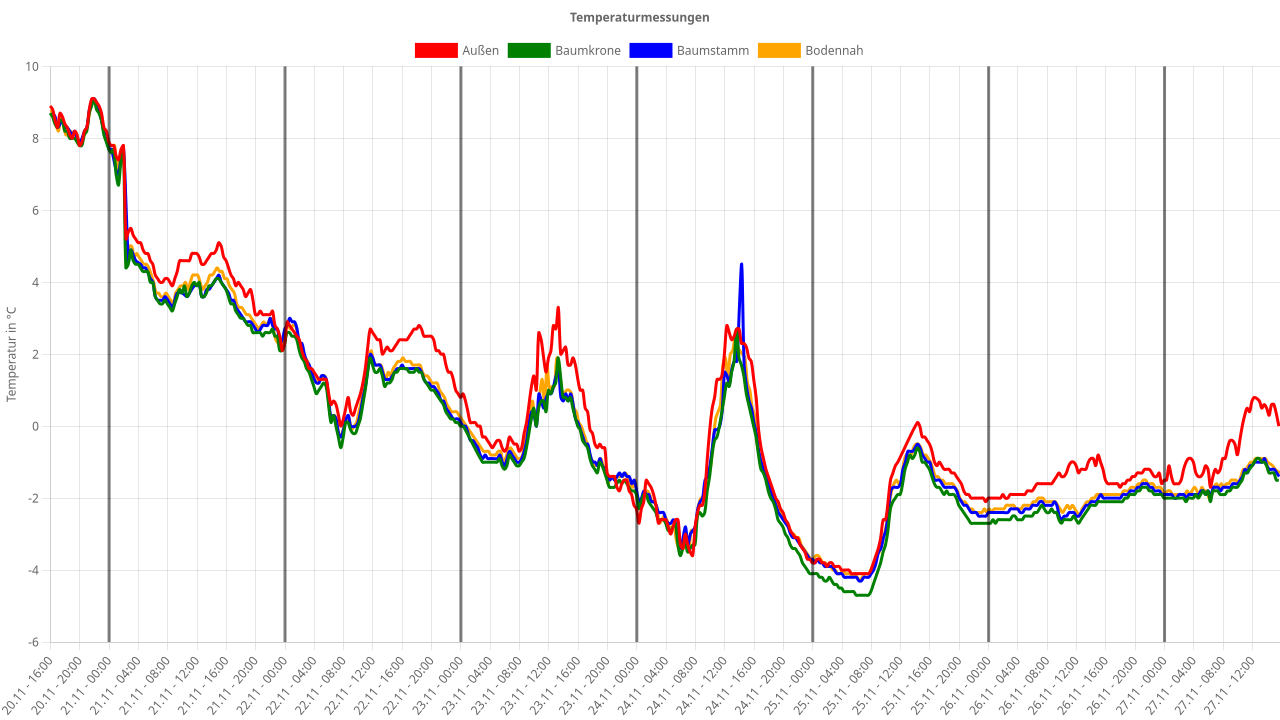 Temperaturmessungen
Außen Baumkrone Baumstamm Bodennah
Temperatur in °C
10
8
6
4
2
0
-2
-4
-6
20.11 - 16:00
20.11 - 20:00
21.11 - 00:00
21.11 - 04:00
21.11 - 08:00
21.11 - 12:00
21.11 - 16:00
21.11 - 20:00
22.11 - 00:00
22.11 - 04:00
22.11 - 08:00
22.11 - 12:00
22.11 - 16:00
22.11 - 20:00
23.11 - 00:00
23.11 - 04:00
23.11 - 08:00
23.11 - 12:00
23.11 - 16:00
23.11 - 20:00
24.11 - 00:00
24.11 - 04:00
24.11 - 08:00
24.11 - 12:00
24.11 - 16:00
24.11 - 20:00
25.11 - 00:00
25.11 - 04:00
25.11 - 08:00
25.11 - 12:00
25.11 - 16:00
25.11 - 20:00
26.11 - 00:00
26.11 - 04:00
26.11 - 08:00
26.11 - 12:00
26.11 - 16:00
26.11 - 20:00
27.11 - 00:00
27.11 - 04:00
27.11 - 08:00
27.11 - 12:00